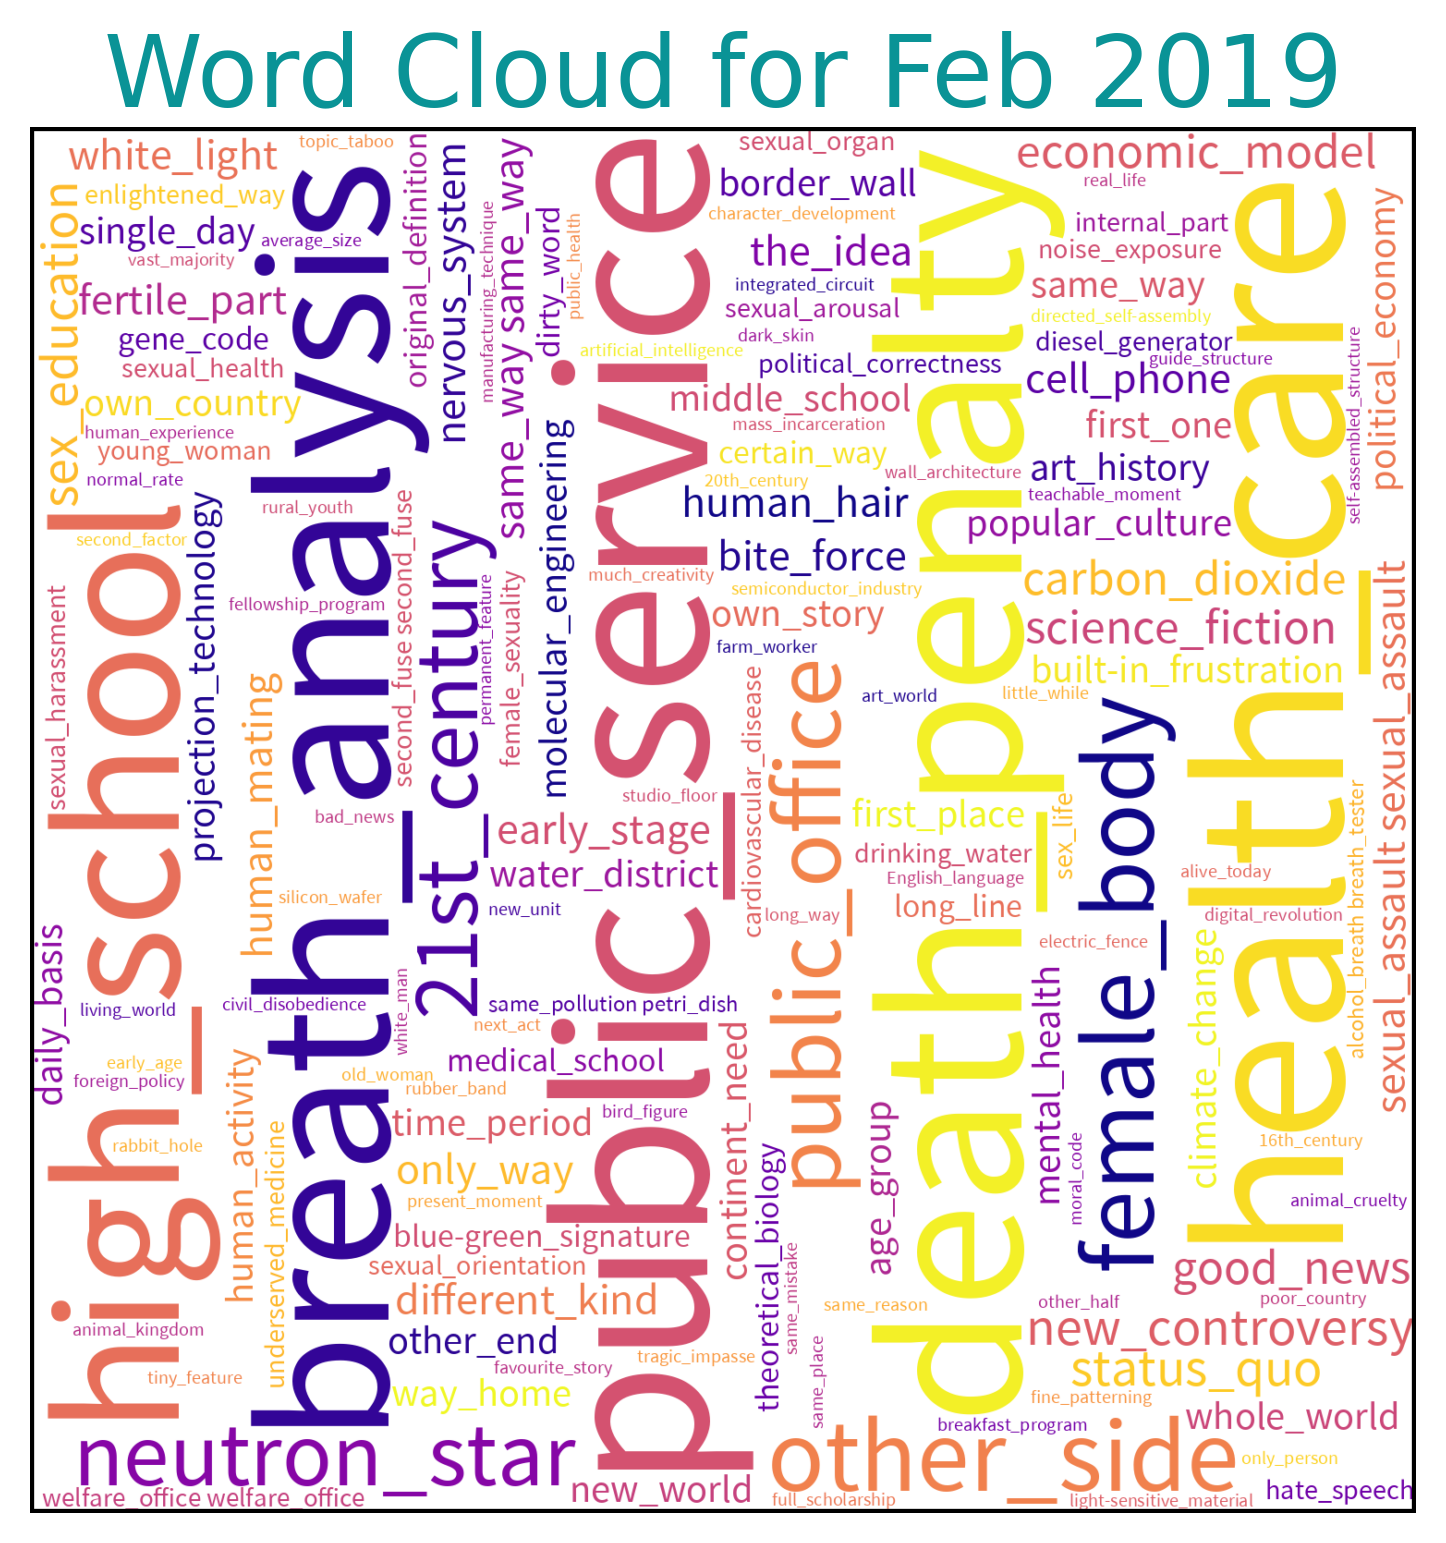 Word Cloud for Feb 2019
white_light
topic_taboo
sexual_organ
economic_model
enlightened_way
border_wall
real_life
single_day
average_size
character_development
internal_part
vast_majority
the_idea
noise_exposure
fertile_part
integrated_circuit
same_way
gene_code
sexual_arousal
directed_self-assembly
sexual_health
dark_skin
diesel_generator
artificial_intelligence
political_correctness
guide_structure
own_country
middle_school
cell_phone
human_experience
mass_incarceration
first_one
young_woman
certain_way
wall_architecture
art_history
normal_rate
20th_century
teachable_moment
rural_youth
human_hair
popular_culture
second_factor
bite_force
carbon_dioxide
much_creativity
semiconductor_industry
fellowship_program
own_story
science_fiction
farm_worker
built-in_frustration
art_world
little_while
sex_education
original_definition
nervous_system
manufacturing_technique
same_way same_way
dirty_word
public_health
political_economy
self-assembled_structure
high_school
breath_analysis
public_service
death_penalty
health_care
sexual_harassment
projection_technology
human_mating
second_fuse second_fuse
21st_century
permanent_feature
female_sexuality
molecular_engineering
cardiovascular_disease
public_office
female_body
sexual_assault sexual_assault
bad_news
studio_floor
first_place
sex_life
early_stage
drinking_water
water_district
English_language
alive_today
silicon_wafer
new_unit
long_way
long_line
digital_revolution
alcohol_breath breath_tester
electric_fence
daily_basis
living_world
civil_disobedience
white_man
same_pollution petri_dish
next_act
early_age
medical_school
foreign_policy
old_woman
rubber_band
mental_health
climate_change
time_period
bird_figure
continent_need
rabbit_hole
human_activity
underserved_medicine
only_way
age_group
moral_code
16th_century
present_moment
theoretical_biology
animal_cruelty
blue-green_signature
sexual_orientation
same_mistake
good_news
different_kind
same_reason
other_half
poor_country
animal_kingdom
other_end
new_controversy
favourite_story
tragic_impasse
same_place
tiny_feature
way_home
status_quo
fine_patterning
breakfast_program
whole_world
neutron_star
other_side
only_person
welfare_office welfare_office
new_world
full_scholarship
light-sensitive_material
hate_speech